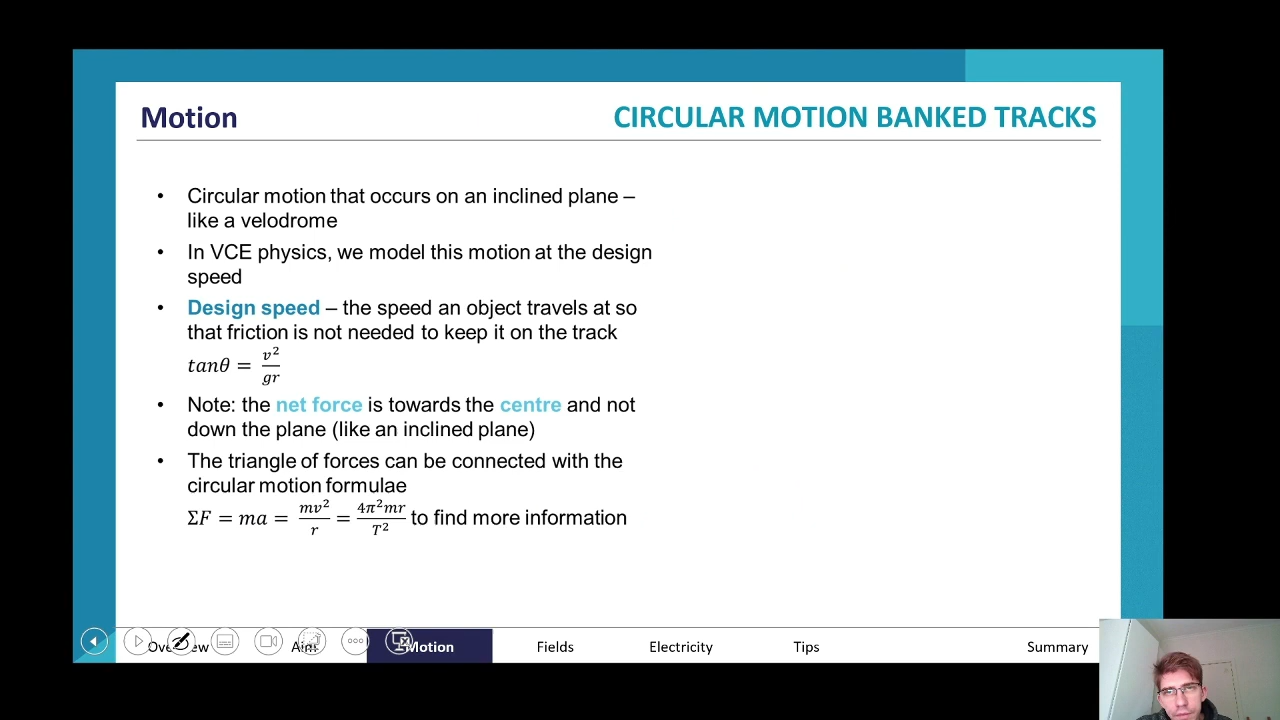 Motion
CIRCULAR MOTION BANKED TRACKS
• Circular motion that occurs on an inclined plane –
like a velodrome
• In VCE physics, we model this motion at the design
speed
• Design speed – the speed an object travels at so
that friction is not needed to keep it on the track
tanθ = v²/gr
• Note: the net force is towards the centre and not
down the plane (like an inclined plane)
• The triangle of forces can be connected with the
circular motion formulae
ΣF = ma = mv²/r = 4π²mr/T² to find more information
Motion Fields Electricity Tips Summary